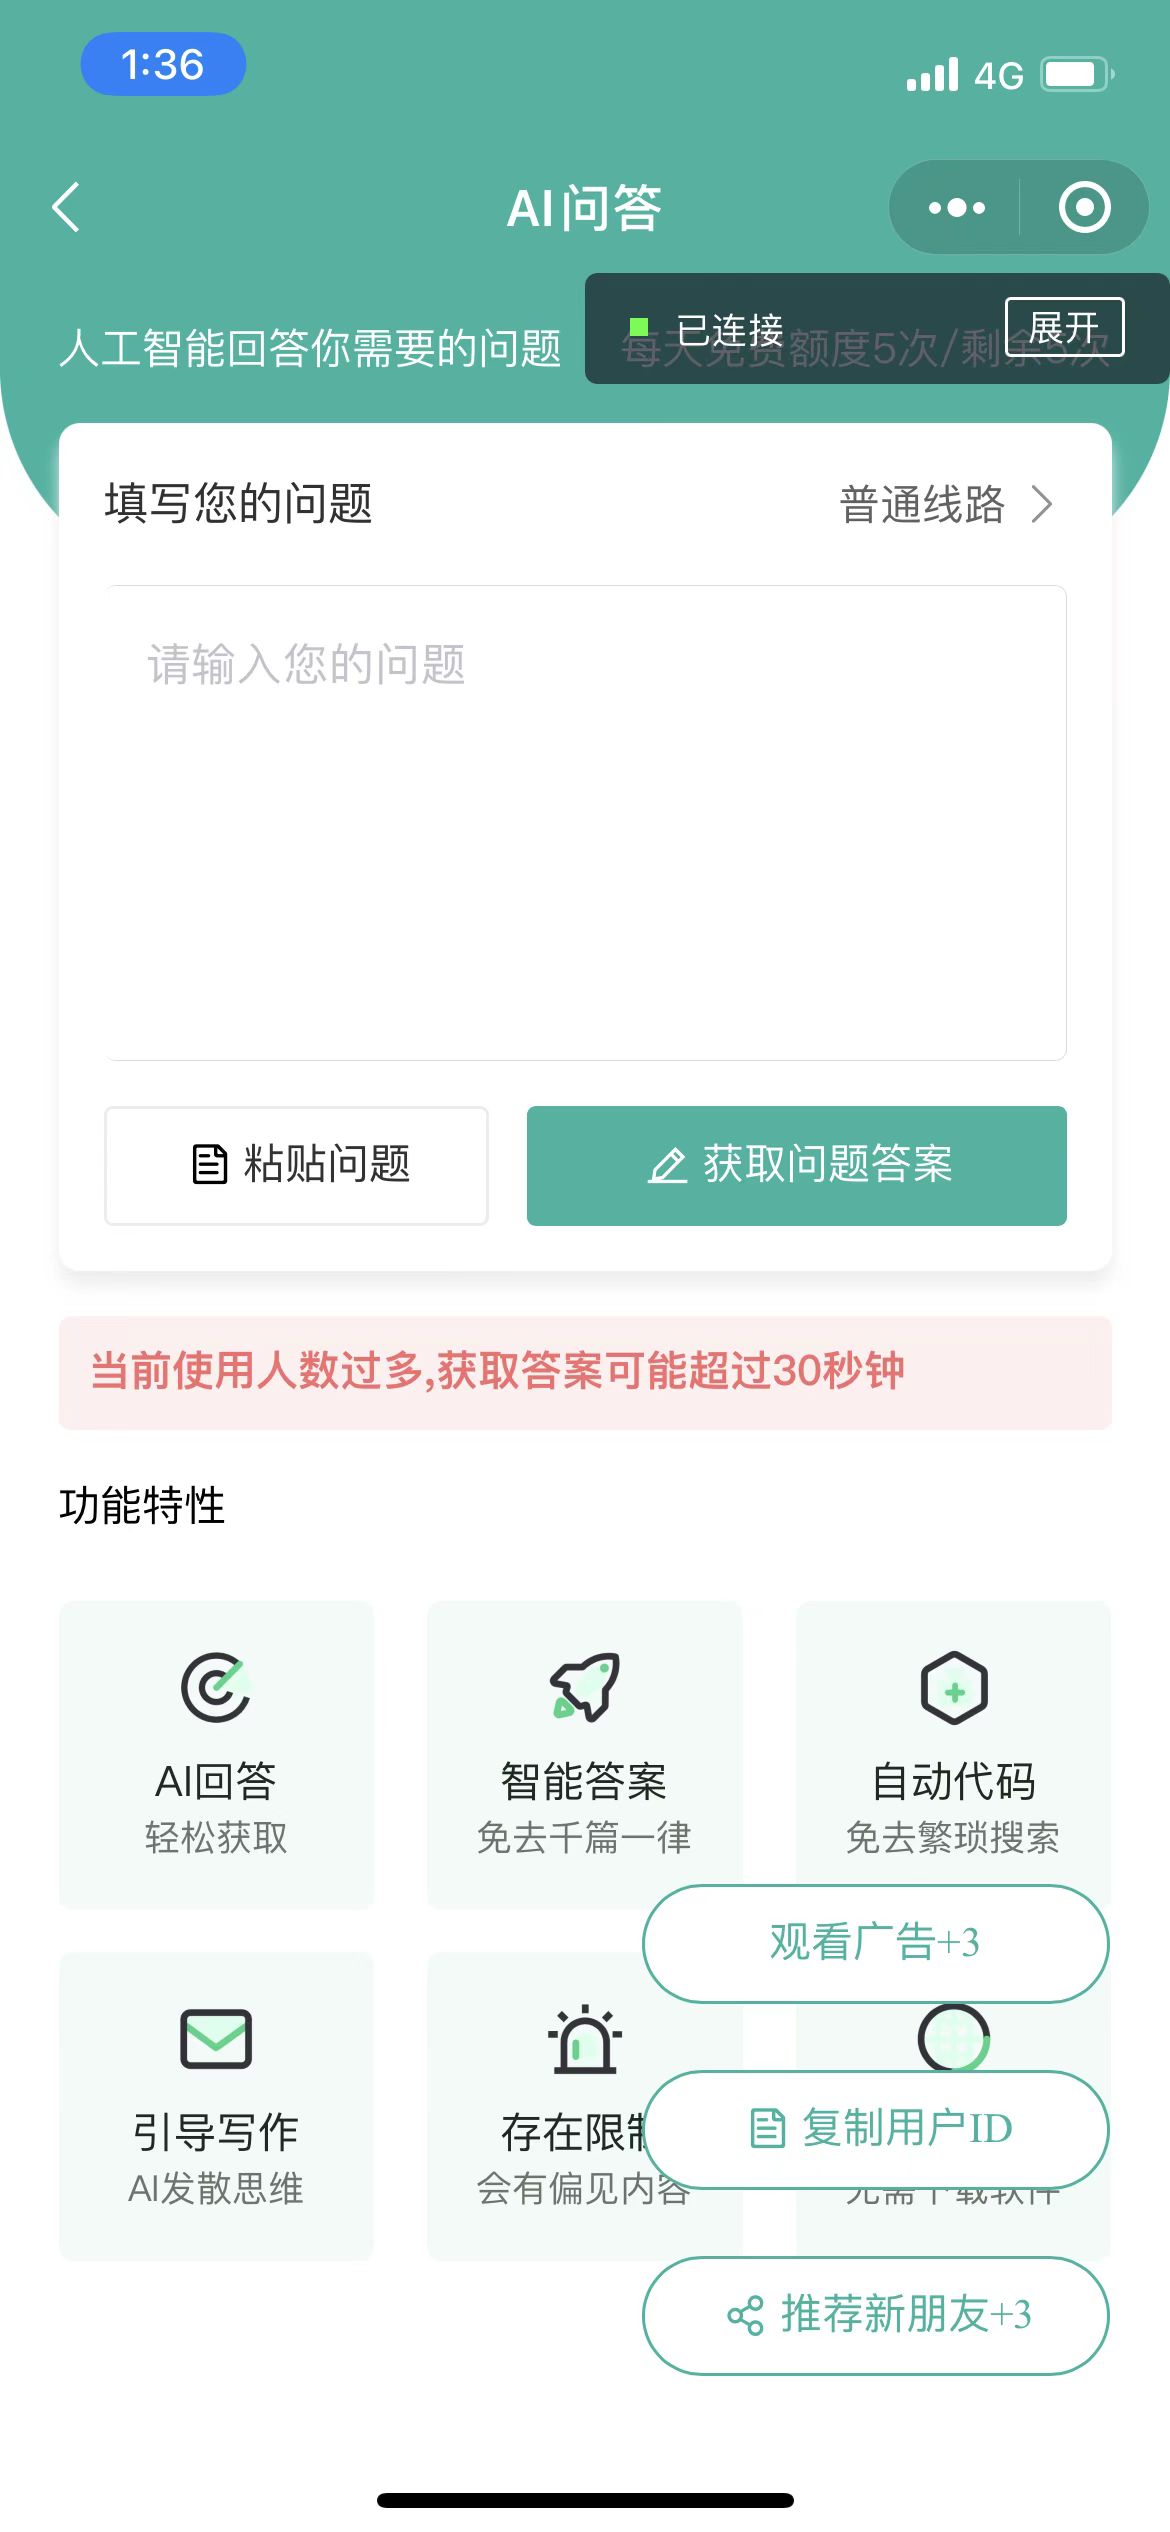 1:36
4G
AI问答
人工智能回答你需要的问题
每天免费额度5次/剩余5次
已连接
展开
填写您的问题
普通线路
请输入您的问题
粘贴问题
获取问题答案
当前使用人数过多,获取答案可能超过30秒钟
功能特性
AI回答
智能答案
自动代码
轻松获取
免去千篇一律
免去繁琐搜索
观看广告+3
引导写作
存在限制
复制用户ID
AI发散思维
会有偏见内容
无需下载软件
推荐新朋友+3